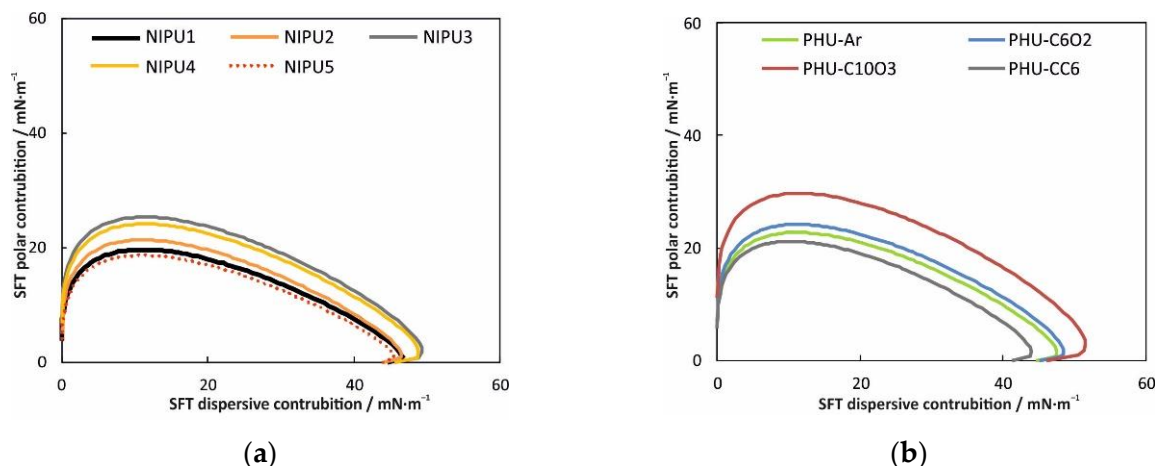 60
NIPU1 NIPU2 NIPU3
NIPU4 NIPU5
SFT polar contrubition / mN·m⁻¹
40
20
0
0 20 40 60
SFT dispersive contrubition / mN·m⁻¹
(a)
60
PHU-Ar PHU-C6O2
PHU-C10O3 PHU-CC6
SFT polar contrubition / mN·m⁻¹
40
20
0
0 20 40 60
SFT dispersive contrubition / mN·m⁻¹
(b)